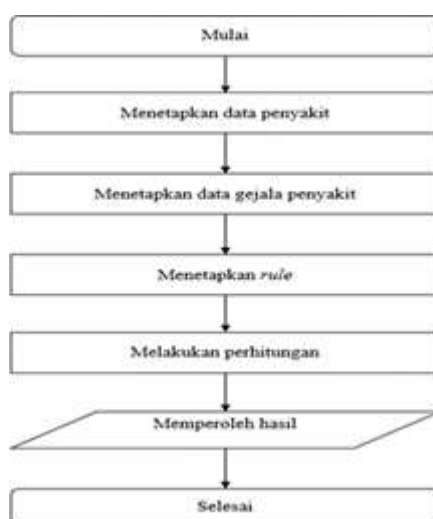 Mulai
Menetapkan data penyakit
Menetapkan data gejala penyakit
Menetapkan rule
Melakukan perhitungan
Memperoleh hasil
Selesai